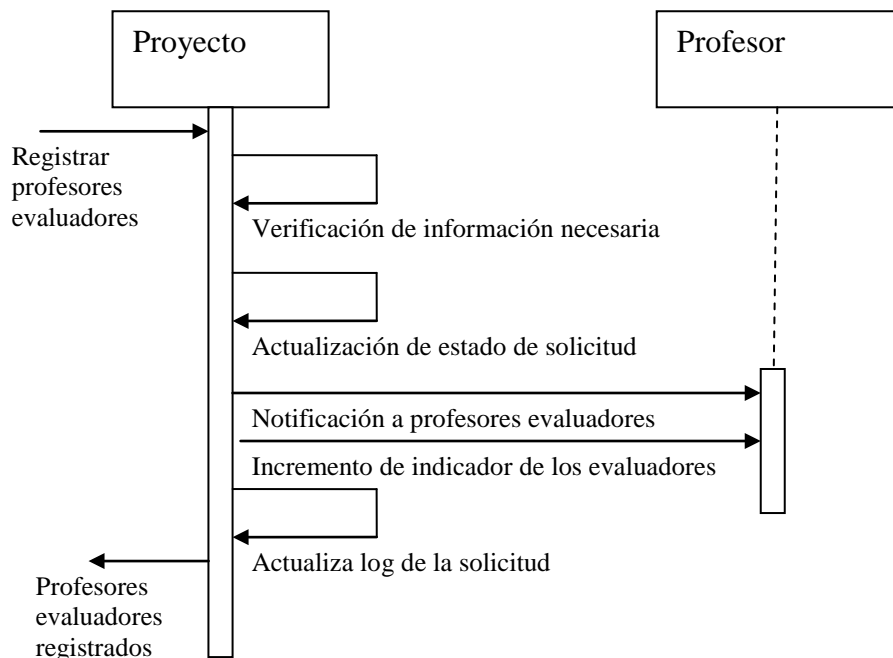 Proyecto
Profesor
Registrar
profesores
evaluadores
Verificación de información necesaria
Actualización de estado de solicitud
Notificación a profesores evaluadores
Incremento de indicador de los evaluadores
Actualiza log de la solicitud
Profesores
evaluadores
registrados